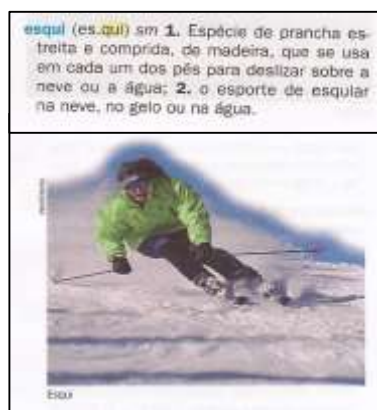 esqui (es.qui) sm 1. Espécie de prancha es-
treita e comprida, de madeira, que se usa
em cada um dos pés para deslizar sobre a
neve ou a água; 2. o esporte de esquiar
na neve, no gelo ou na água.
Esqui